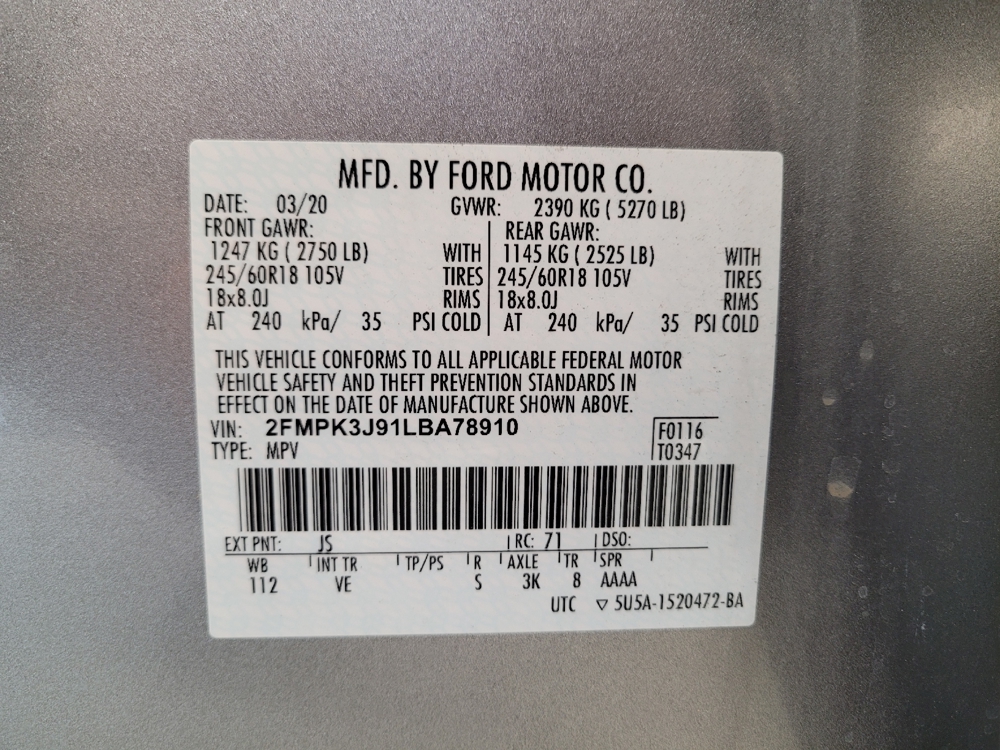 MFD. BY FORD MOTOR CO.
DATE: 03/20 GVWR: 2390 KG ( 5270 LB)
FRONT GAWR: REAR GAWR:
1247 KG ( 2750 LB) WITH 1145 KG ( 2525 LB) WITH
245/60R18 105V TIRES 245/60R18 105V TIRES
18x8.0J RIMS 18x8.0J RIMS
AT 240 kPa/ 35 PSI COLD AT 240 kPa/ 35 PSI COLD
THIS VEHICLE CONFORMS TO ALL APPLICABLE FEDERAL MOTOR
VEHICLE SAFETY AND THEFT PREVENTION STANDARDS IN
EFFECT ON THE DATE OF MANUFACTURE SHOWN ABOVE.
VIN: 2FMPK3J91LBA78910 F0116
TYPE: MPV T0347
EXT PNT: JS RC: 71 DSO:
WB INT TR TP/PS R AXLE TR SPR
112 VE S 3K 8 AAAA
UTC ▽ 5U5A-1520472-BA